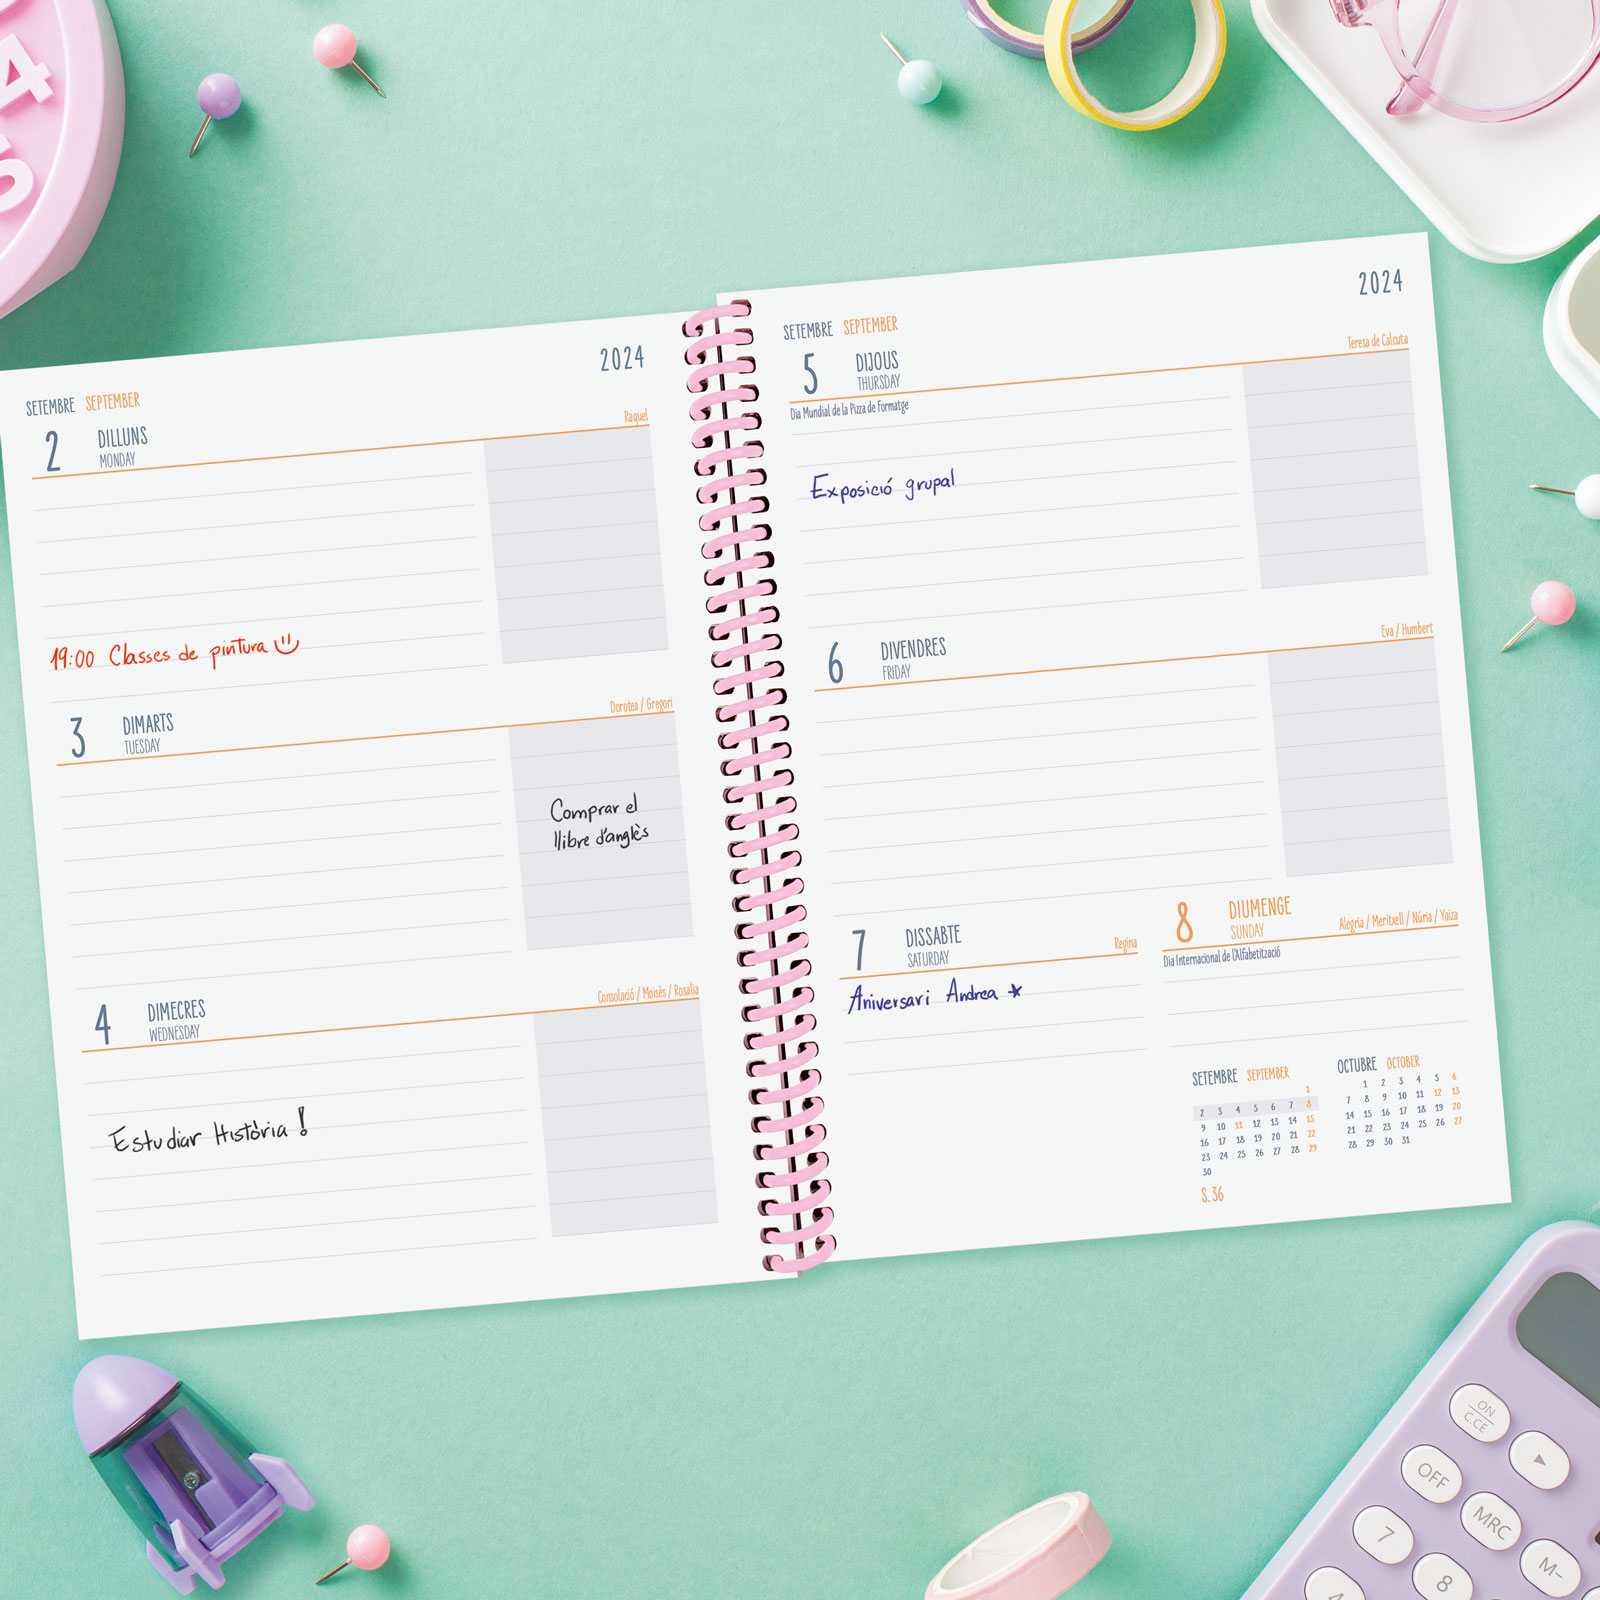 4
5
2024
SETEMBRE SEPTEMBER
2 DILLUNS
MONDAY
Raquel
19:00 Classes de pintura
3 DIMARTS
TUESDAY
Dorotea / Gregori
Comprar el
llibre d'anglès
4 DIMECRES
WEDNESDAY
Consolació / Moisès / Rosalia
Estudiar Història !
2024
SETEMBRE SEPTEMBER
5 DIJOUS
THURSDAY
Teresa de Calcuta
Dia Mundial de la Pizza de Formatge
Exposició grupal
6 DIVENDRES
FRIDAY
Eva / Humbert
7 DISSABTE
SATURDAY
Regina
Aniversari Andrea
8 DIUMENGE
SUNDAY
Alegria / Meritxell / Núria / Yaiza
Dia Internacional de l'Alfabetització
SETEMBRE SEPTEMBER
1
2 3 4 5 6 7 8
9 10 11 12 13 14 15
16 17 18 19 20 21 22
23 24 25 26 27 28 29
30
S. 36
OCTUBRE OCTOBER
1 2 3 4 5 6
7 8 9 10 11 12 13
14 15 16 17 18 19 20
21 22 23 24 25 26 27
28 29 30 31
ON
C.CE
OFF
MRC
7
M-
8
4